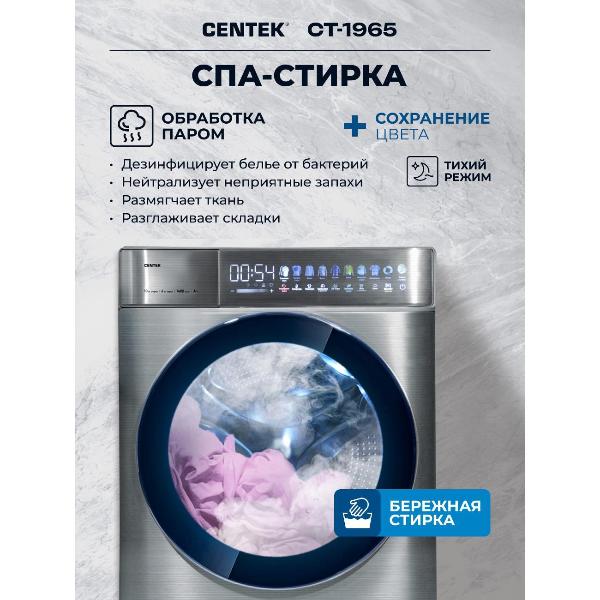 CENTEK® CT-1965
СПА-СТИРКА
ОБРАБОТКА
ПАРОМ
+ СОХРАНЕНИЕ
ЦВЕТА
• Дезинфицирует белье от бактерий
• Нейтрализует неприятные запахи
• Размягчает ткань
• Разглаживает складки
ТИХИЙ
РЕЖИМ
CENTEK
00:54
БЕРЕЖНАЯ
СТИРКА